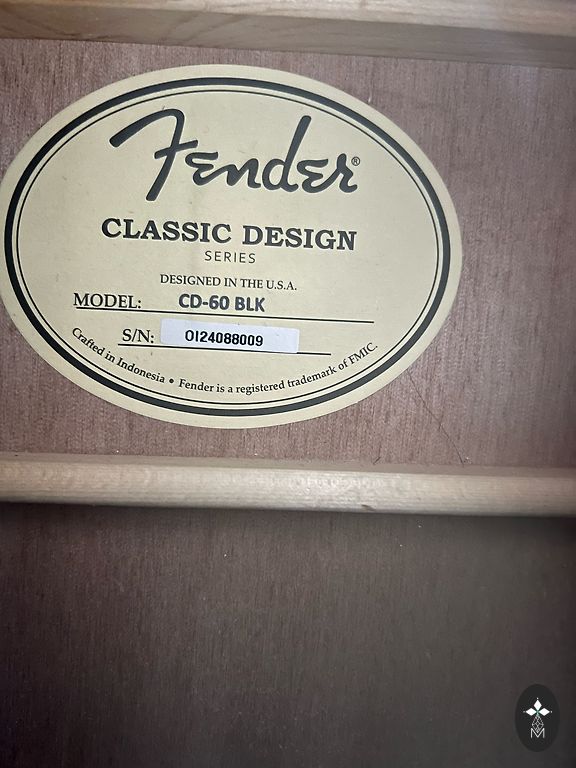 Fender®
CLASSIC DESIGN
SERIES
DESIGNED IN THE U.S.A.
MODEL: CD-60 BLK
S/N: OI24088009
Crafted in Indonesia • Fender is a registered trademark of FMIC.
M